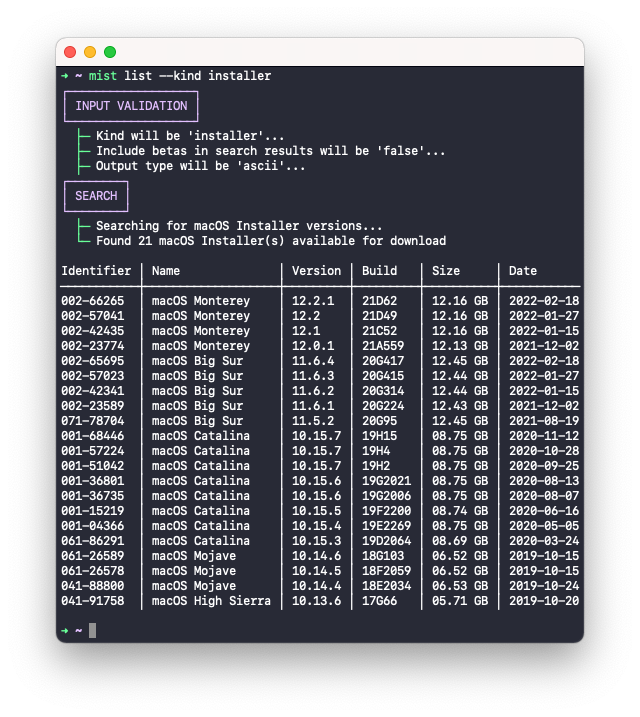 ➜ ~ mist list --kind installer
INPUT VALIDATION
├─ Kind will be 'installer'...
├─ Include betas in search results will be 'false'...
├─ Output type will be 'ascii'...
SEARCH
├─ Searching for macOS Installer versions...
└─ Found 21 macOS Installer(s) available for download
Identifier │ Name │ Version │ Build │ Size │ Date
002-66265 │ macOS Monterey │ 12.2.1 │ 21D62 │ 12.16 GB │ 2022-02-18
002-57041 │ macOS Monterey │ 12.2 │ 21D49 │ 12.16 GB │ 2022-01-27
002-42435 │ macOS Monterey │ 12.1 │ 21C52 │ 12.16 GB │ 2022-01-15
002-23774 │ macOS Monterey │ 12.0.1 │ 21A559 │ 12.13 GB │ 2021-12-02
002-65695 │ macOS Big Sur │ 11.6.4 │ 20G417 │ 12.45 GB │ 2022-02-18
002-57023 │ macOS Big Sur │ 11.6.3 │ 20G415 │ 12.44 GB │ 2022-01-27
002-42341 │ macOS Big Sur │ 11.6.2 │ 20G314 │ 12.44 GB │ 2022-01-15
002-23589 │ macOS Big Sur │ 11.6.1 │ 20G224 │ 12.43 GB │ 2021-12-02
071-78704 │ macOS Big Sur │ 11.5.2 │ 20G95 │ 12.45 GB │ 2021-08-19
001-68446 │ macOS Catalina │ 10.15.7 │ 19H15 │ 08.75 GB │ 2020-11-12
001-57224 │ macOS Catalina │ 10.15.7 │ 19H4 │ 08.75 GB │ 2020-10-28
001-51042 │ macOS Catalina │ 10.15.7 │ 19H2 │ 08.75 GB │ 2020-09-25
001-36801 │ macOS Catalina │ 10.15.6 │ 19G2021 │ 08.75 GB │ 2020-08-13
001-36735 │ macOS Catalina │ 10.15.6 │ 19G2006 │ 08.75 GB │ 2020-08-07
001-15219 │ macOS Catalina │ 10.15.5 │ 19F2200 │ 08.74 GB │ 2020-06-16
001-04366 │ macOS Catalina │ 10.15.4 │ 19E2269 │ 08.75 GB │ 2020-05-05
061-86291 │ macOS Catalina │ 10.15.3 │ 19D2064 │ 08.69 GB │ 2020-03-24
061-26589 │ macOS Mojave │ 10.14.6 │ 18G103 │ 06.52 GB │ 2019-10-15
061-26578 │ macOS Mojave │ 10.14.5 │ 18F2059 │ 06.52 GB │ 2019-10-15
041-88800 │ macOS Mojave │ 10.14.4 │ 18E2034 │ 06.53 GB │ 2019-10-24
041-91758 │ macOS High Sierra │ 10.13.6 │ 17G66 │ 05.71 GB │ 2019-10-20
➜ ~